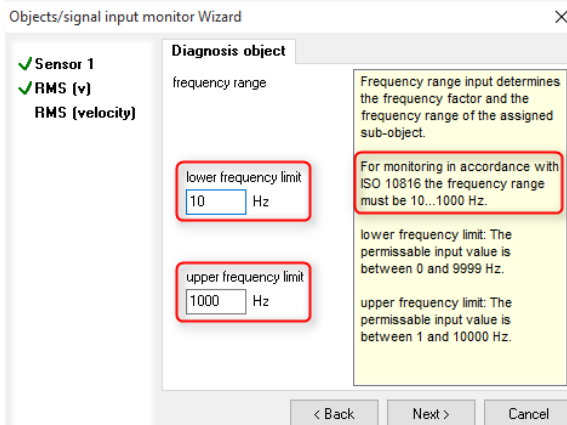 Objects/signal input monitor Wizard
Sensor 1
RMS (v)
RMS (velocity)
Diagnosis object
frequency range
lower frequency limit
10 Hz
upper frequency limit
1000 Hz
Frequency range input determines
the frequency factor and the
frequency range of the assigned
sub-object.
For monitoring in accordance with
ISO 10816 the frequency range
must be 10...1000 Hz.
lower frequency limit: The
permissable input value is
between 0 and 9999 Hz.
upper frequency limit: The
permissable input value is
between 1 and 10000 Hz.
< Back
Next >
Cancel